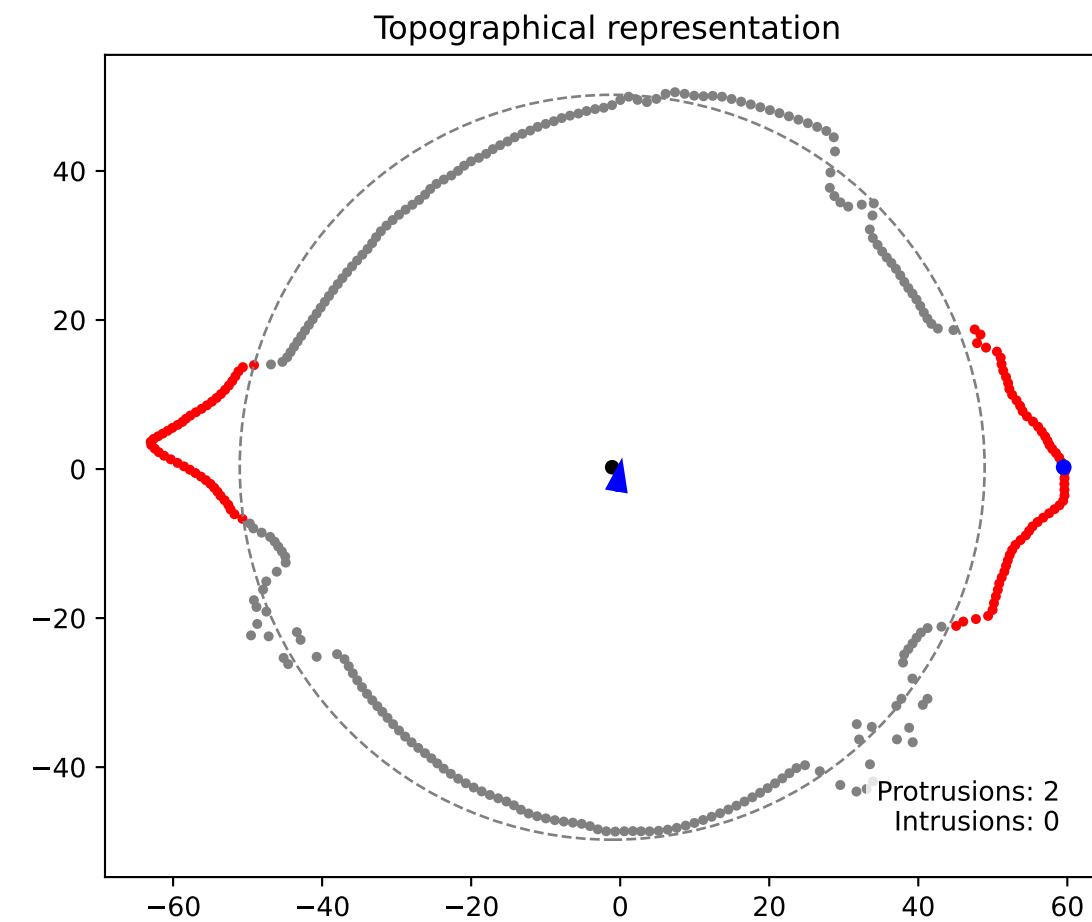 Topographical representation
40
20
0
−20
−40
Protrusions: 2
Intrusions: 0
−60 −40 −20 0 20 40 60